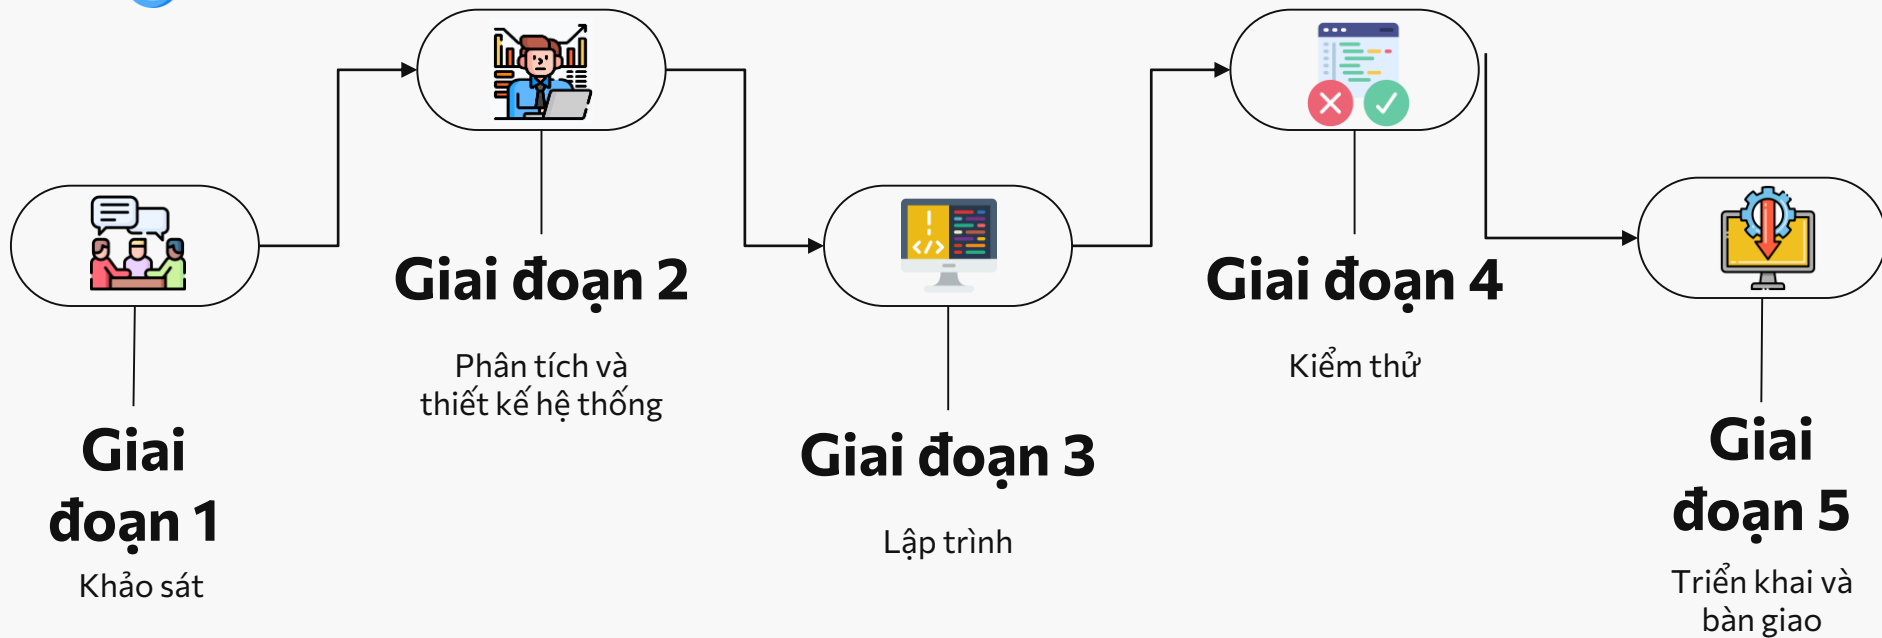 Giai
đoạn 1
Khảo sát
Giai đoạn 2
Phân tích và
thiết kế hệ thống
Giai đoạn 3
Lập trình
Giai đoạn 4
Kiểm thử
Giai
đoạn 5
Triển khai và
bàn giao